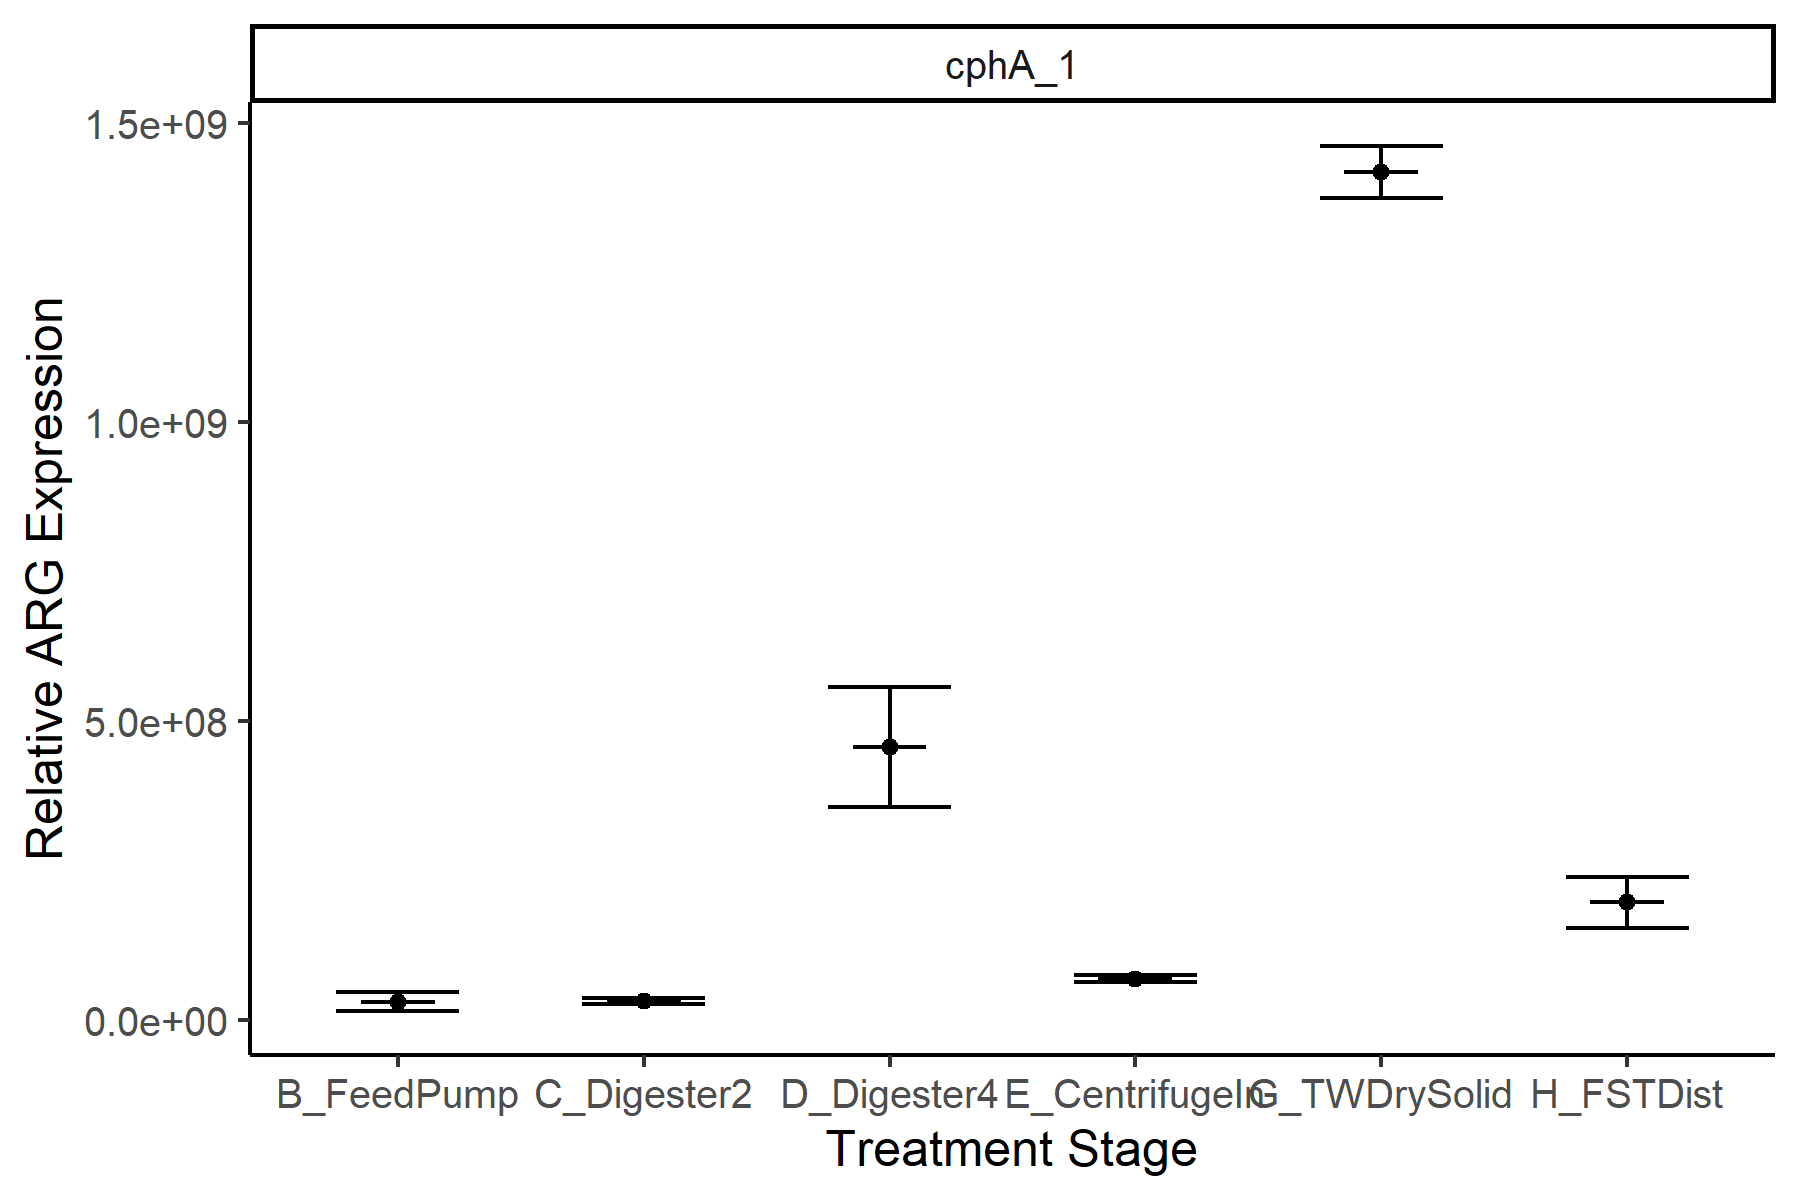 cphA_1
1.5e+09
1.0e+09
5.0e+08
0.0e+00
Relative ARG Expression
B_FeedPump C_Digester2 D_Digester4 E_CentrifugeIn G_TWDrySolid H_FSTDist
Treatment Stage